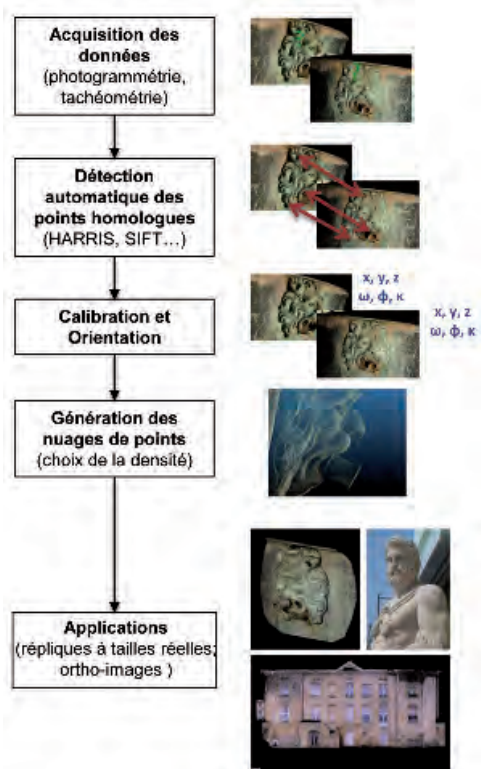 Acquisition des
données
(photogrammétrie,
tachéométrie)
Détection
automatique des
points homologues
(HARRIS, SIFT…)
x, y, z
ω, ϕ, κ
x, y, z
ω, ϕ, κ
Calibration et
Orientation
Génération des
nuages de points
(choix de la densité)
Applications
(répliques à tailles réelles;
ortho-images )